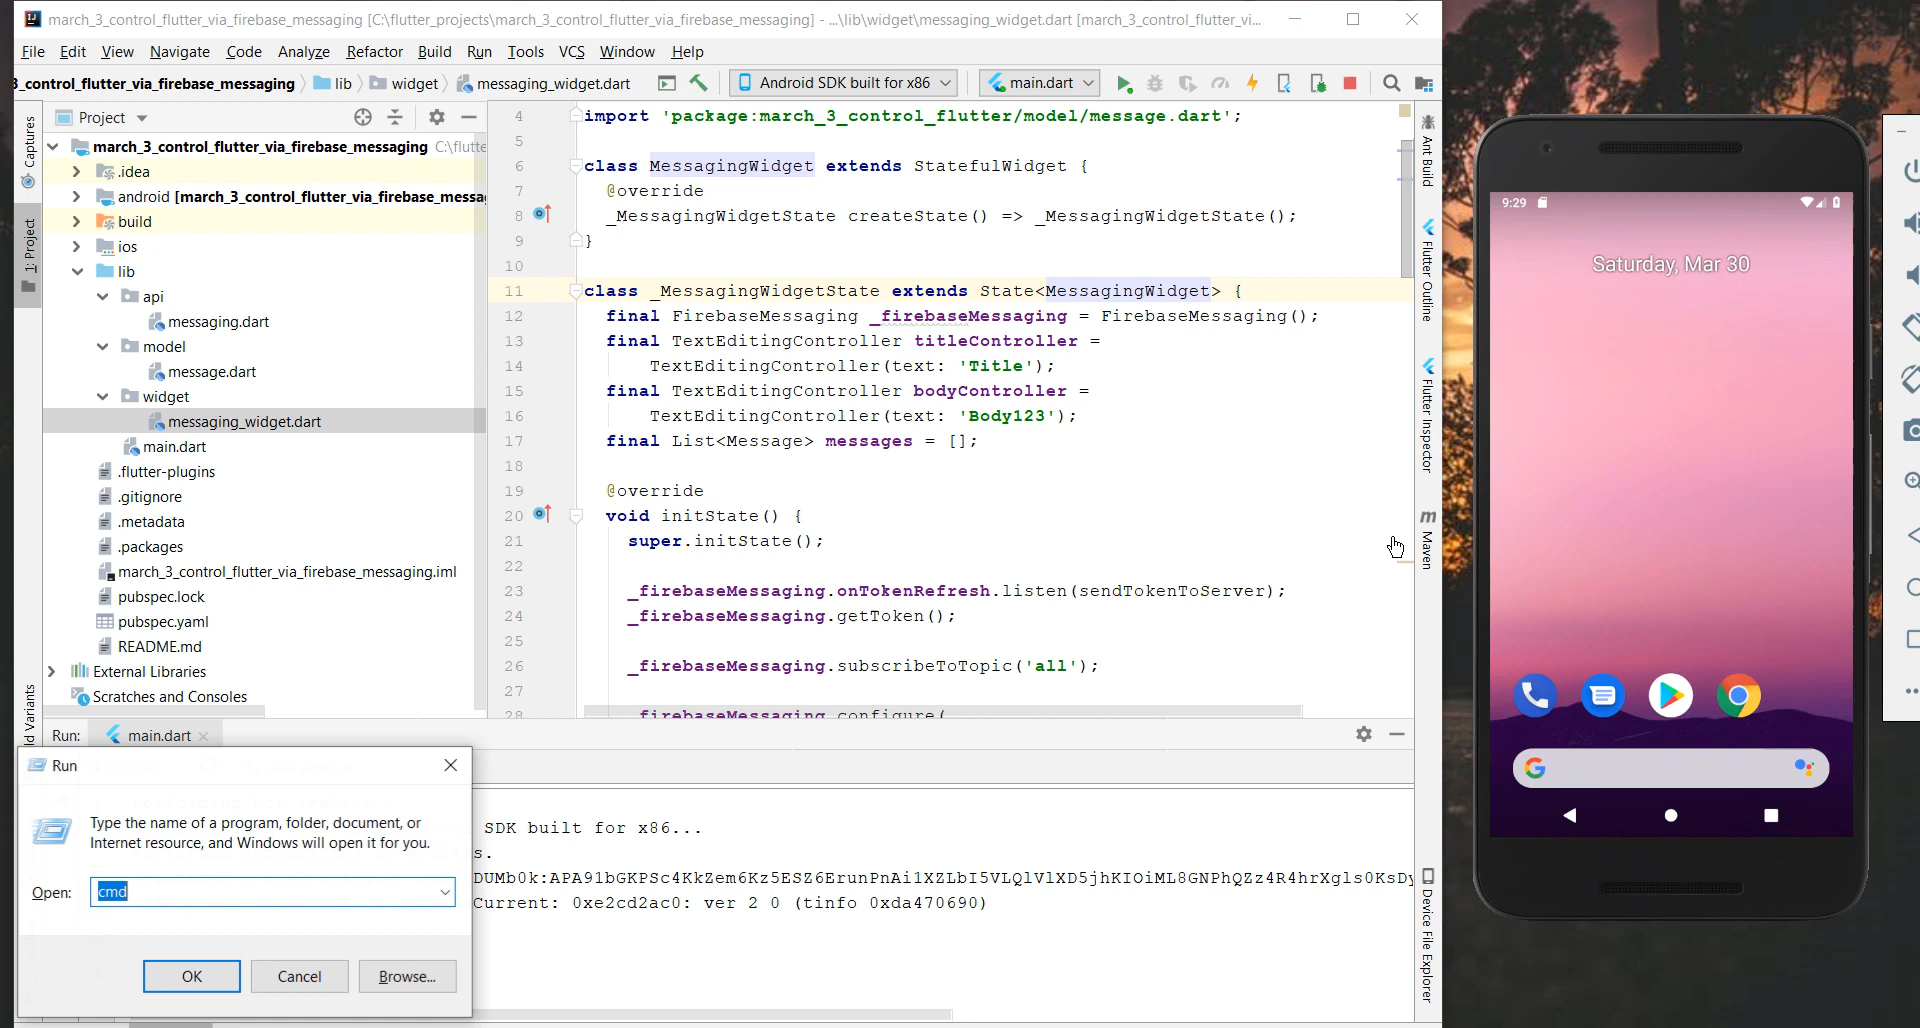 march_3_control_flutter_via_firebase_messaging [C:\flutter_projects\march_3_control_flutter_via_firebase_messaging] - ...\lib\widget\messaging_widget.dart [march_3_control_flutter_vi...
File Edit View Navigate Code Analyze Refactor Build Run Tools VCS Window Help
3_control_flutter_via_firebase_messaging lib widget messaging_widget.dart Android SDK built for x86 main.dart
Project
march_3_control_flutter_via_firebase_messaging C:\flutte
.idea
android [march_3_control_flutter_via_firebase_messa
build
ios
lib
api
messaging.dart
model
message.dart
widget
messaging_widget.dart
main.dart
.flutter-plugins
.gitignore
.metadata
.packages
march_3_control_flutter_via_firebase_messaging.iml
pubspec.lock
pubspec.yaml
README.md
External Libraries
Scratches and Consoles
Captures
1: Project
ld Variants
4 import 'package:march_3_control_flutter/model/message.dart';
5
6 class MessagingWidget extends StatefulWidget {
7 @override
8 _MessagingWidgetState createState() => _MessagingWidgetState();
9 }
10
11 class _MessagingWidgetState extends State<MessagingWidget> {
12 final FirebaseMessaging _firebaseMessaging = FirebaseMessaging();
13 final TextEditingController titleController =
14 TextEditingController(text: 'Title');
15 final TextEditingController bodyController =
16 TextEditingController(text: 'Body123');
17 final List<Message> messages = [];
18
19 @override
20 void initState() {
21 super.initState();
22
23 _firebaseMessaging.onTokenRefresh.listen(sendTokenToServer);
24 _firebaseMessaging.getToken();
25
26 _firebaseMessaging.subscribeToTopic('all');
27
28 _firebaseMessaging.configure(
Ant Build
Flutter Outline
Flutter Inspector
m Maven
Device File Explorer
Run: main.dart
Run
Type the name of a program, folder, document, or
Internet resource, and Windows will open it for you.
Open: cmd
OK Cancel Browse...
SDK built for x86...
s.
DUMb0k:APA91bGKPSc4KkZem6Kz5ESZ6ErunPnAi1XZLbI5VLQlVlXD5jhKIOiML8GNPhQZz4R4hrXgls0KsDy
Current: 0xe2cd2ac0: ver 2 0 (tinfo 0xda470690)
9:29
Saturday, Mar 30